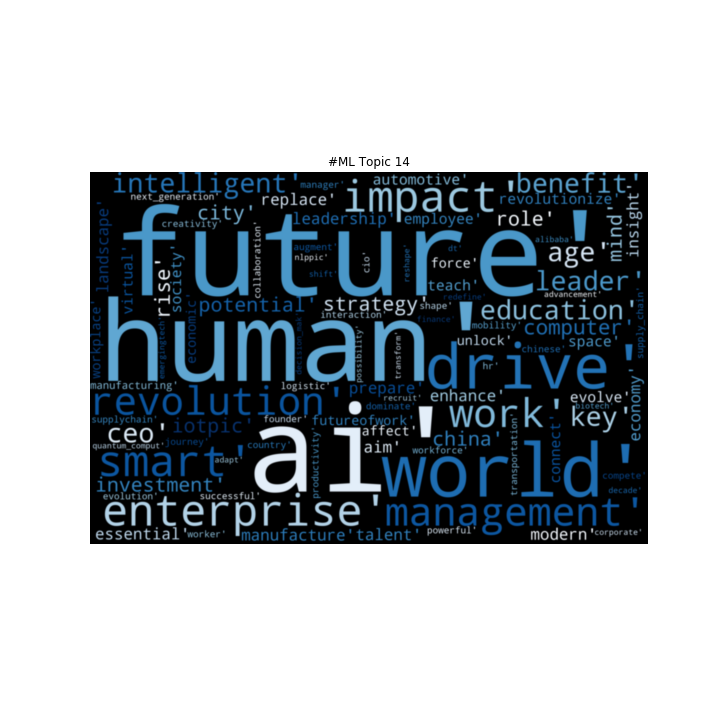 #ML Topic 14
intelligent'
manager'
automotive'
benefit'
next_generation'
replace'
impact'
revolutionize'
city'
creativity'
leadership'
employee'
role'
mind'
insight'
landscape'
future'
virtual'
rise'
society'
collaboration'
augment'
nlppic'
shift'
cio'
reshape'
dt'
force'
alibaba'
age'
teach'
leader'
redefine'
advancement'
potential'
strategy'
shape'
interaction'
finance'
education'
workplace'
human'
emergingtech'
economic'
decision_mak
possibility'
transform'
mobility'
computer'
supply_chain'
unlock'
space'
chinese'
hr'
drive'
manufacturing'
logistic'
prepare'
recruit'
enhance'
evolve'
biotech'
economy'
revolution'
dominate'
supplychain'
founder'
futureofwork'
work'
key'
ceo'
iotpic'
affect'
quantum_comput'
journey'
country'
ai'
aim'
china'
workforce'
transportation'
connect'
smart'
adapt'
productivity'
world'
compete'
investment'
decade'
evolution'
successful'
enterprise'
management'
essential'
worker'
manufacture'
talent'
powerful'
modern'
corporate'